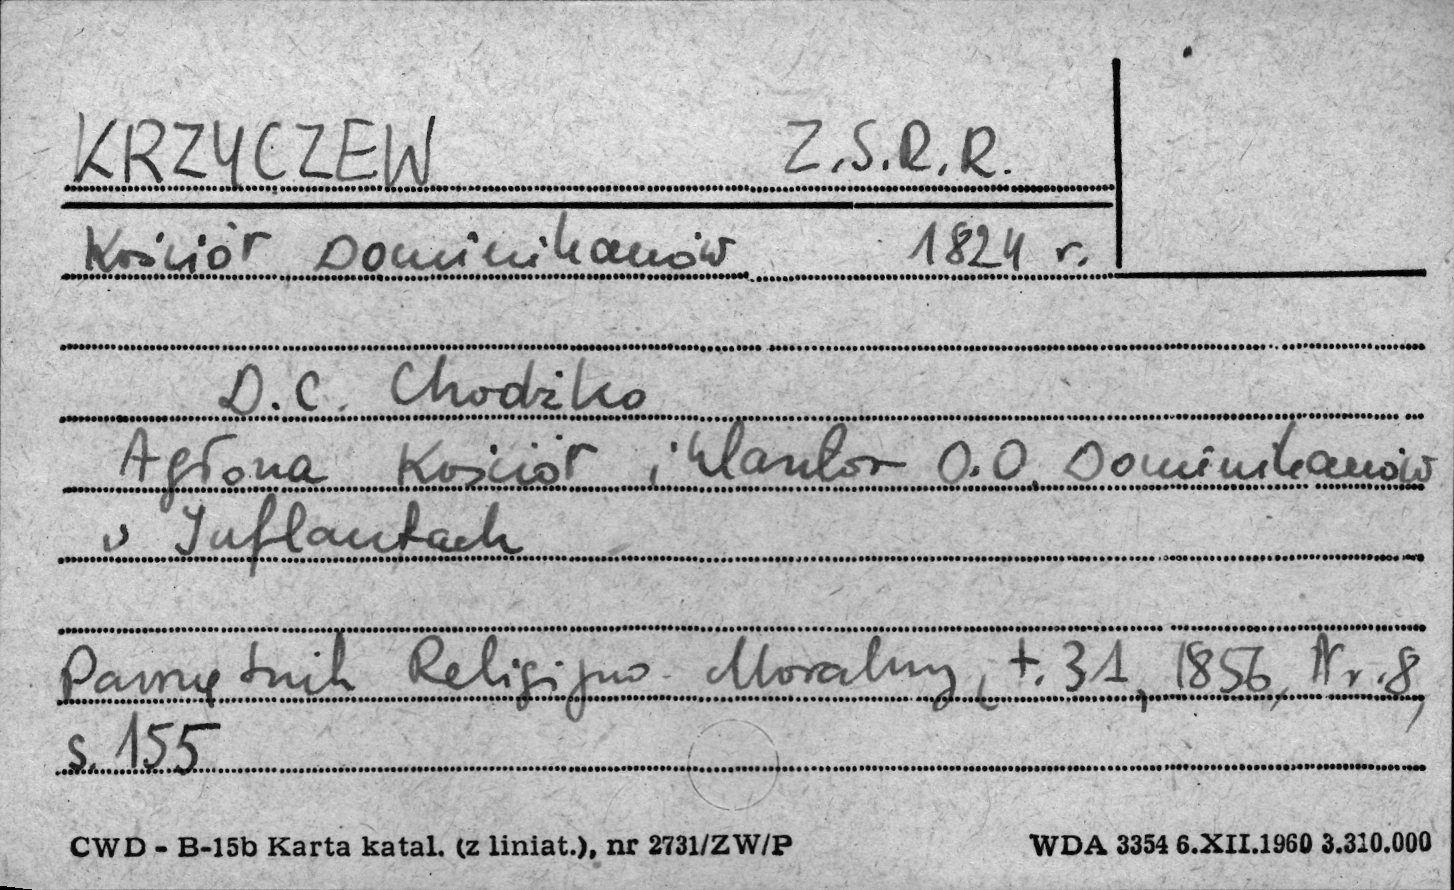 KRZYCZEW Z.S.R.R.
Kościół Dominikanów 1824 r.
D.C. Chodźko
Agłona Kościół i klasztor O.O. Dominikanów
w Inflantach
Pamiętnik Religijno-Moralny, t. 31, 1856, Nr. 8,
s. 155
CWD - B-15b Karta katal. (z liniat.), nr 2731/ZW/P WDA 3354 6.XII.1960 3.310.000